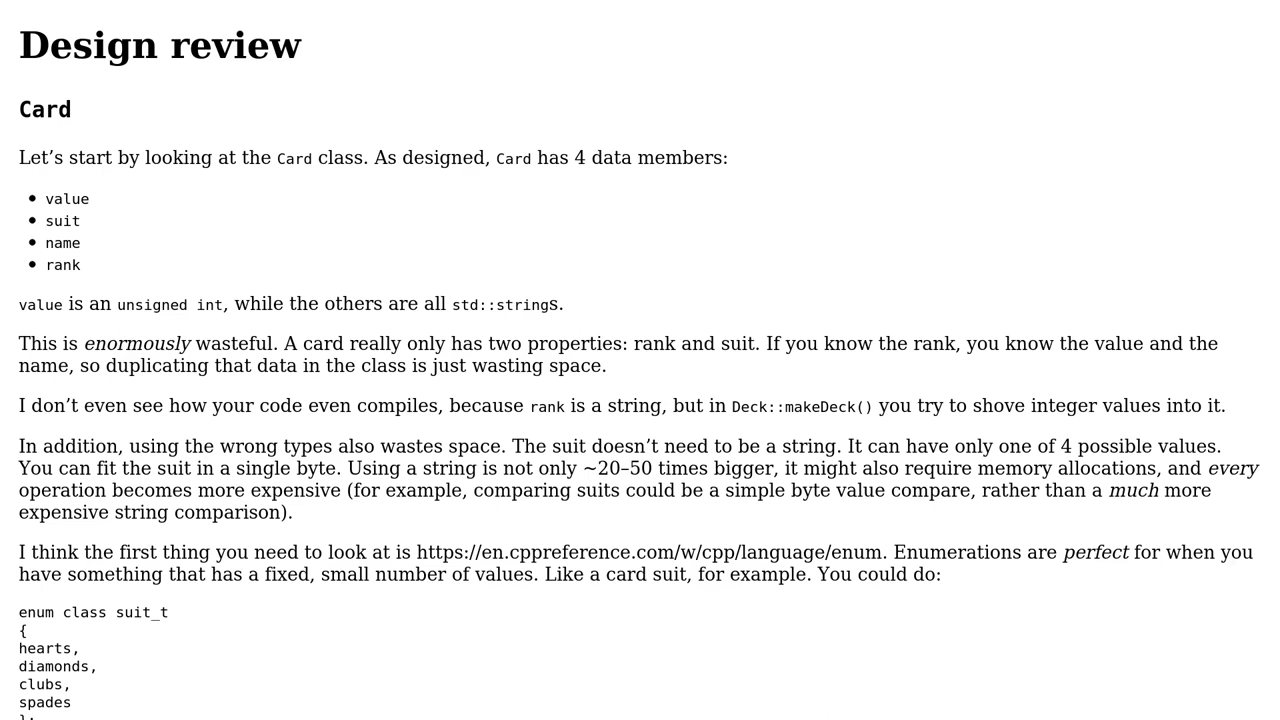 Design review
Card
Let’s start by looking at the Card class. As designed, Card has 4 data members:
• value
• suit
• name
• rank
value is an unsigned int, while the others are all std::strings.
This is enormously wasteful. A card really only has two properties: rank and suit. If you know the rank, you know the value and the
name, so duplicating that data in the class is just wasting space.
I don’t even see how your code even compiles, because rank is a string, but in Deck::makeDeck() you try to shove integer values into it.
In addition, using the wrong types also wastes space. The suit doesn’t need to be a string. It can have only one of 4 possible values.
You can fit the suit in a single byte. Using a string is not only ~20–50 times bigger, it might also require memory allocations, and every
operation becomes more expensive (for example, comparing suits could be a simple byte value compare, rather than a much more
expensive string comparison).
I think the first thing you need to look at is https://en.cppreference.com/w/cpp/language/enum. Enumerations are perfect for when you
have something that has a fixed, small number of values. Like a card suit, for example. You could do:
enum class suit_t
{
hearts,
diamonds,
clubs,
spades
};